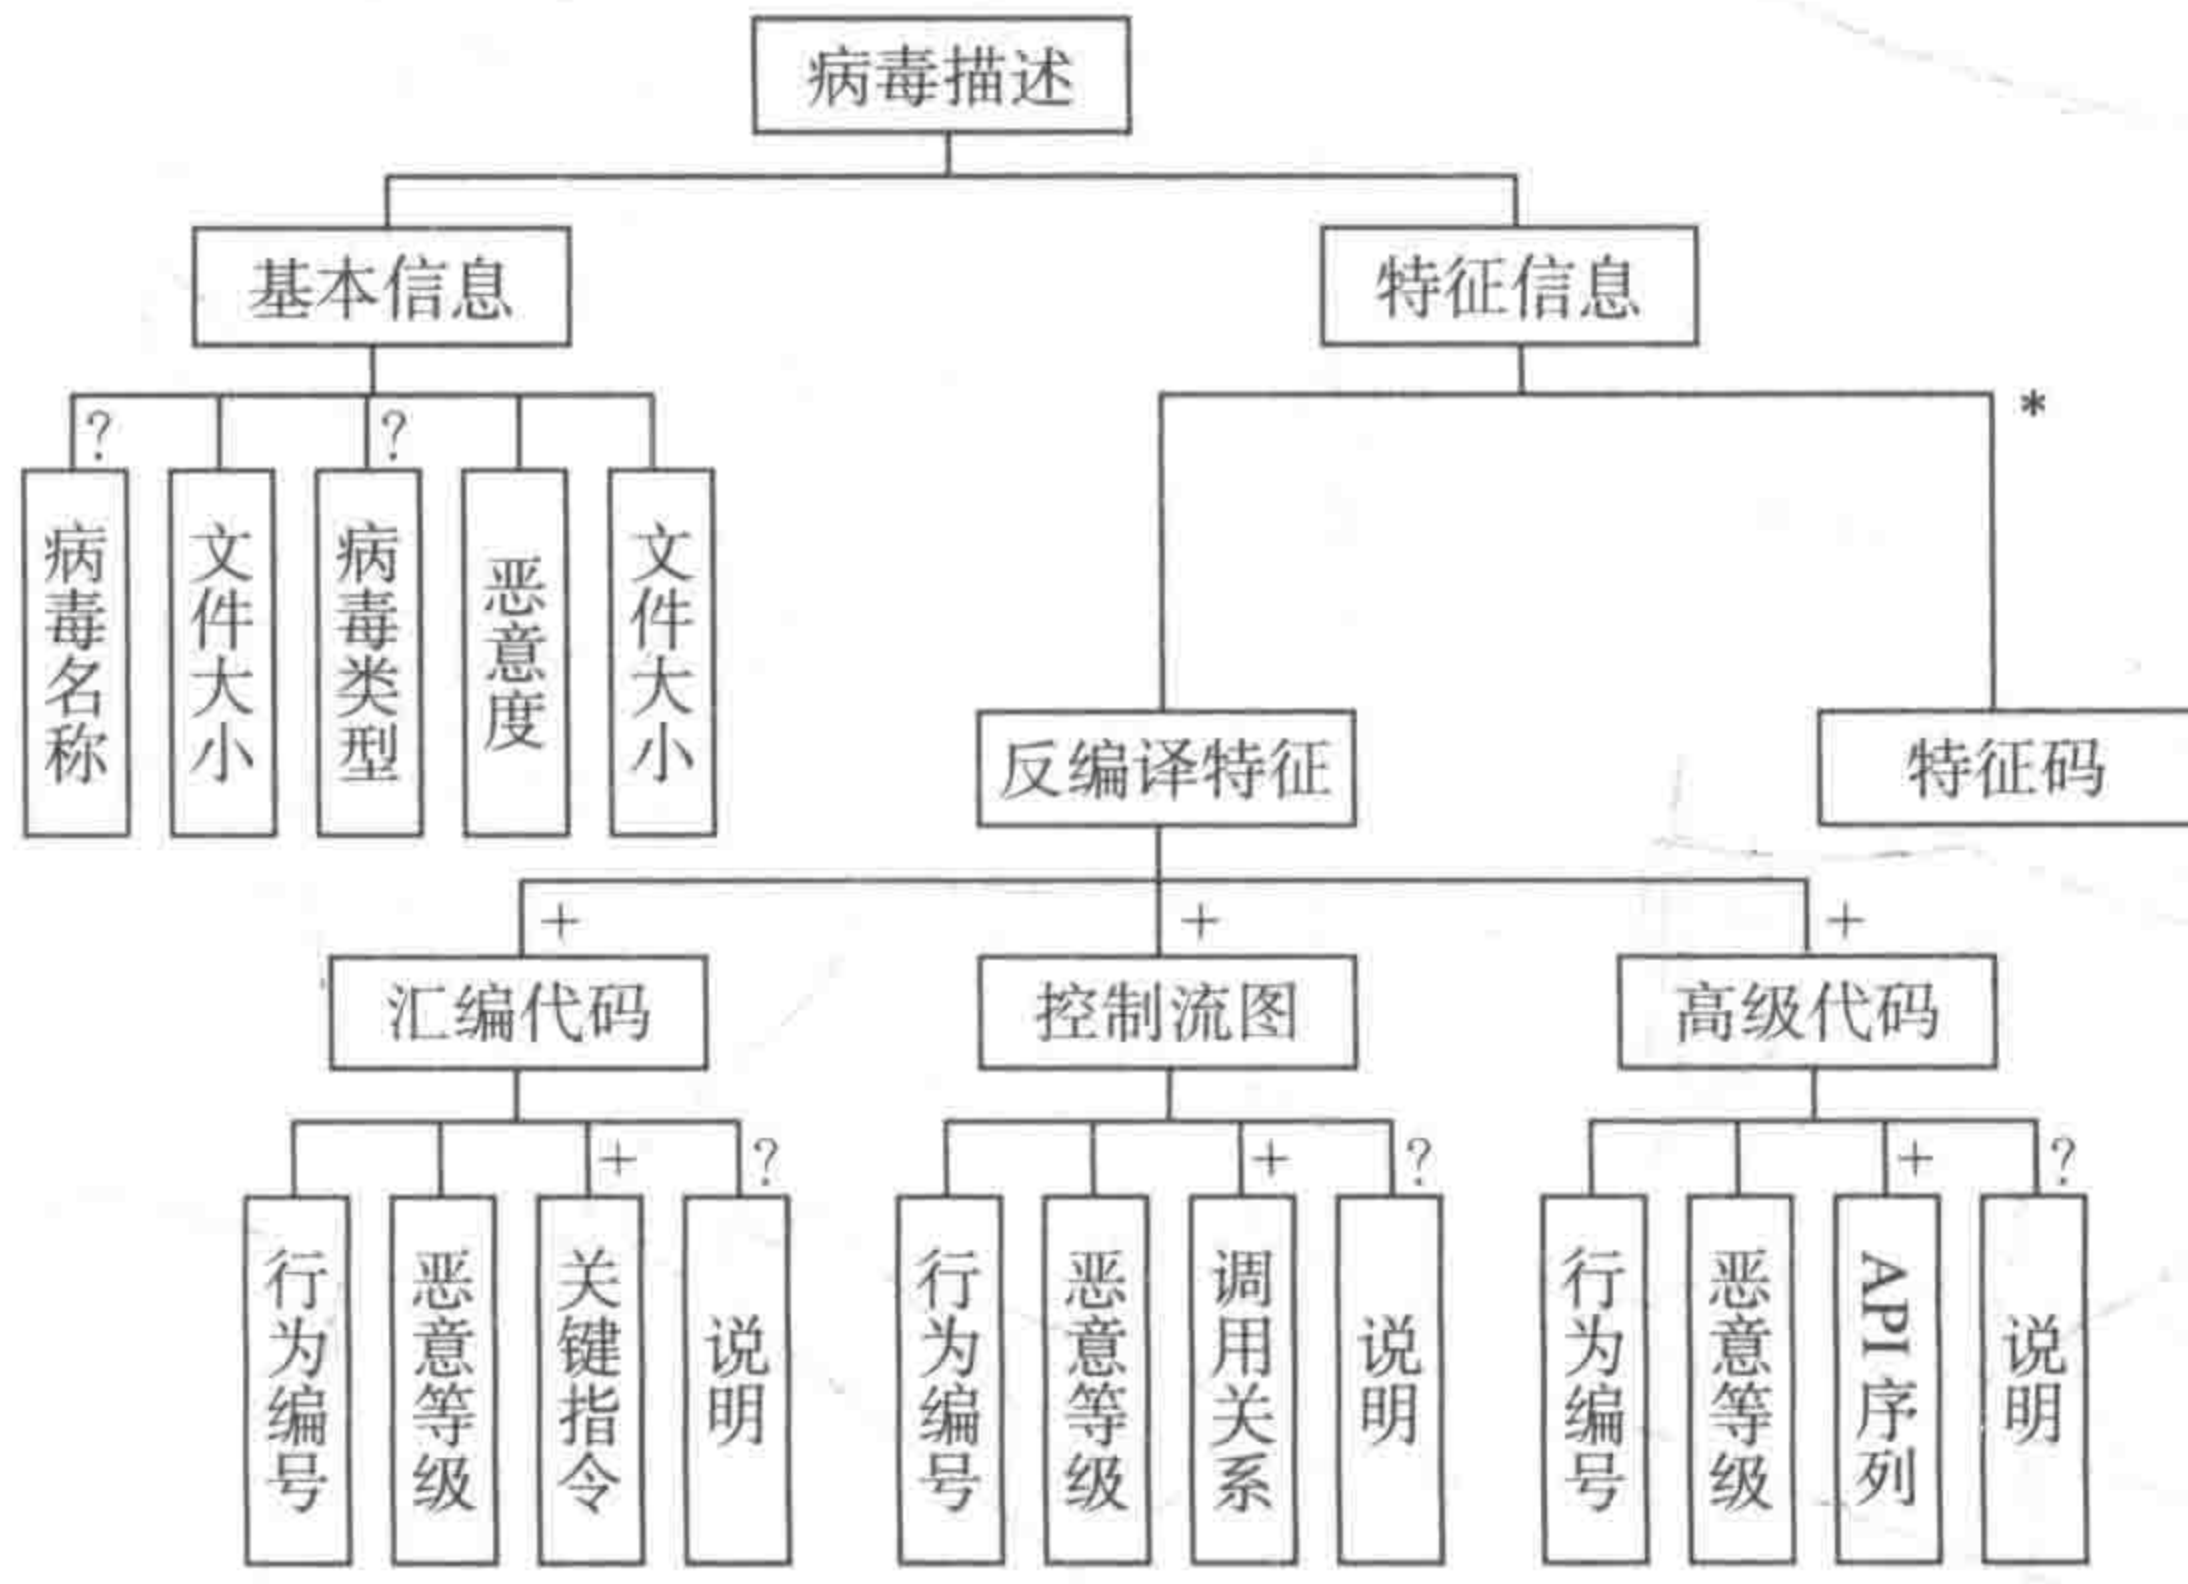 病毒描述
基本信息
特征信息
?
?
*
病毒名称
文件大小
病毒类型
恶意度
文件大小
反编译特征
特征码
+
+
+
汇编代码
控制流图
高级代码
+
?
+
?
+
?
行为编号
恶意等级
关键指令
说明
行为编号
恶意等级
调用关系
说明
行为编号
恶意等级
API序列
说明